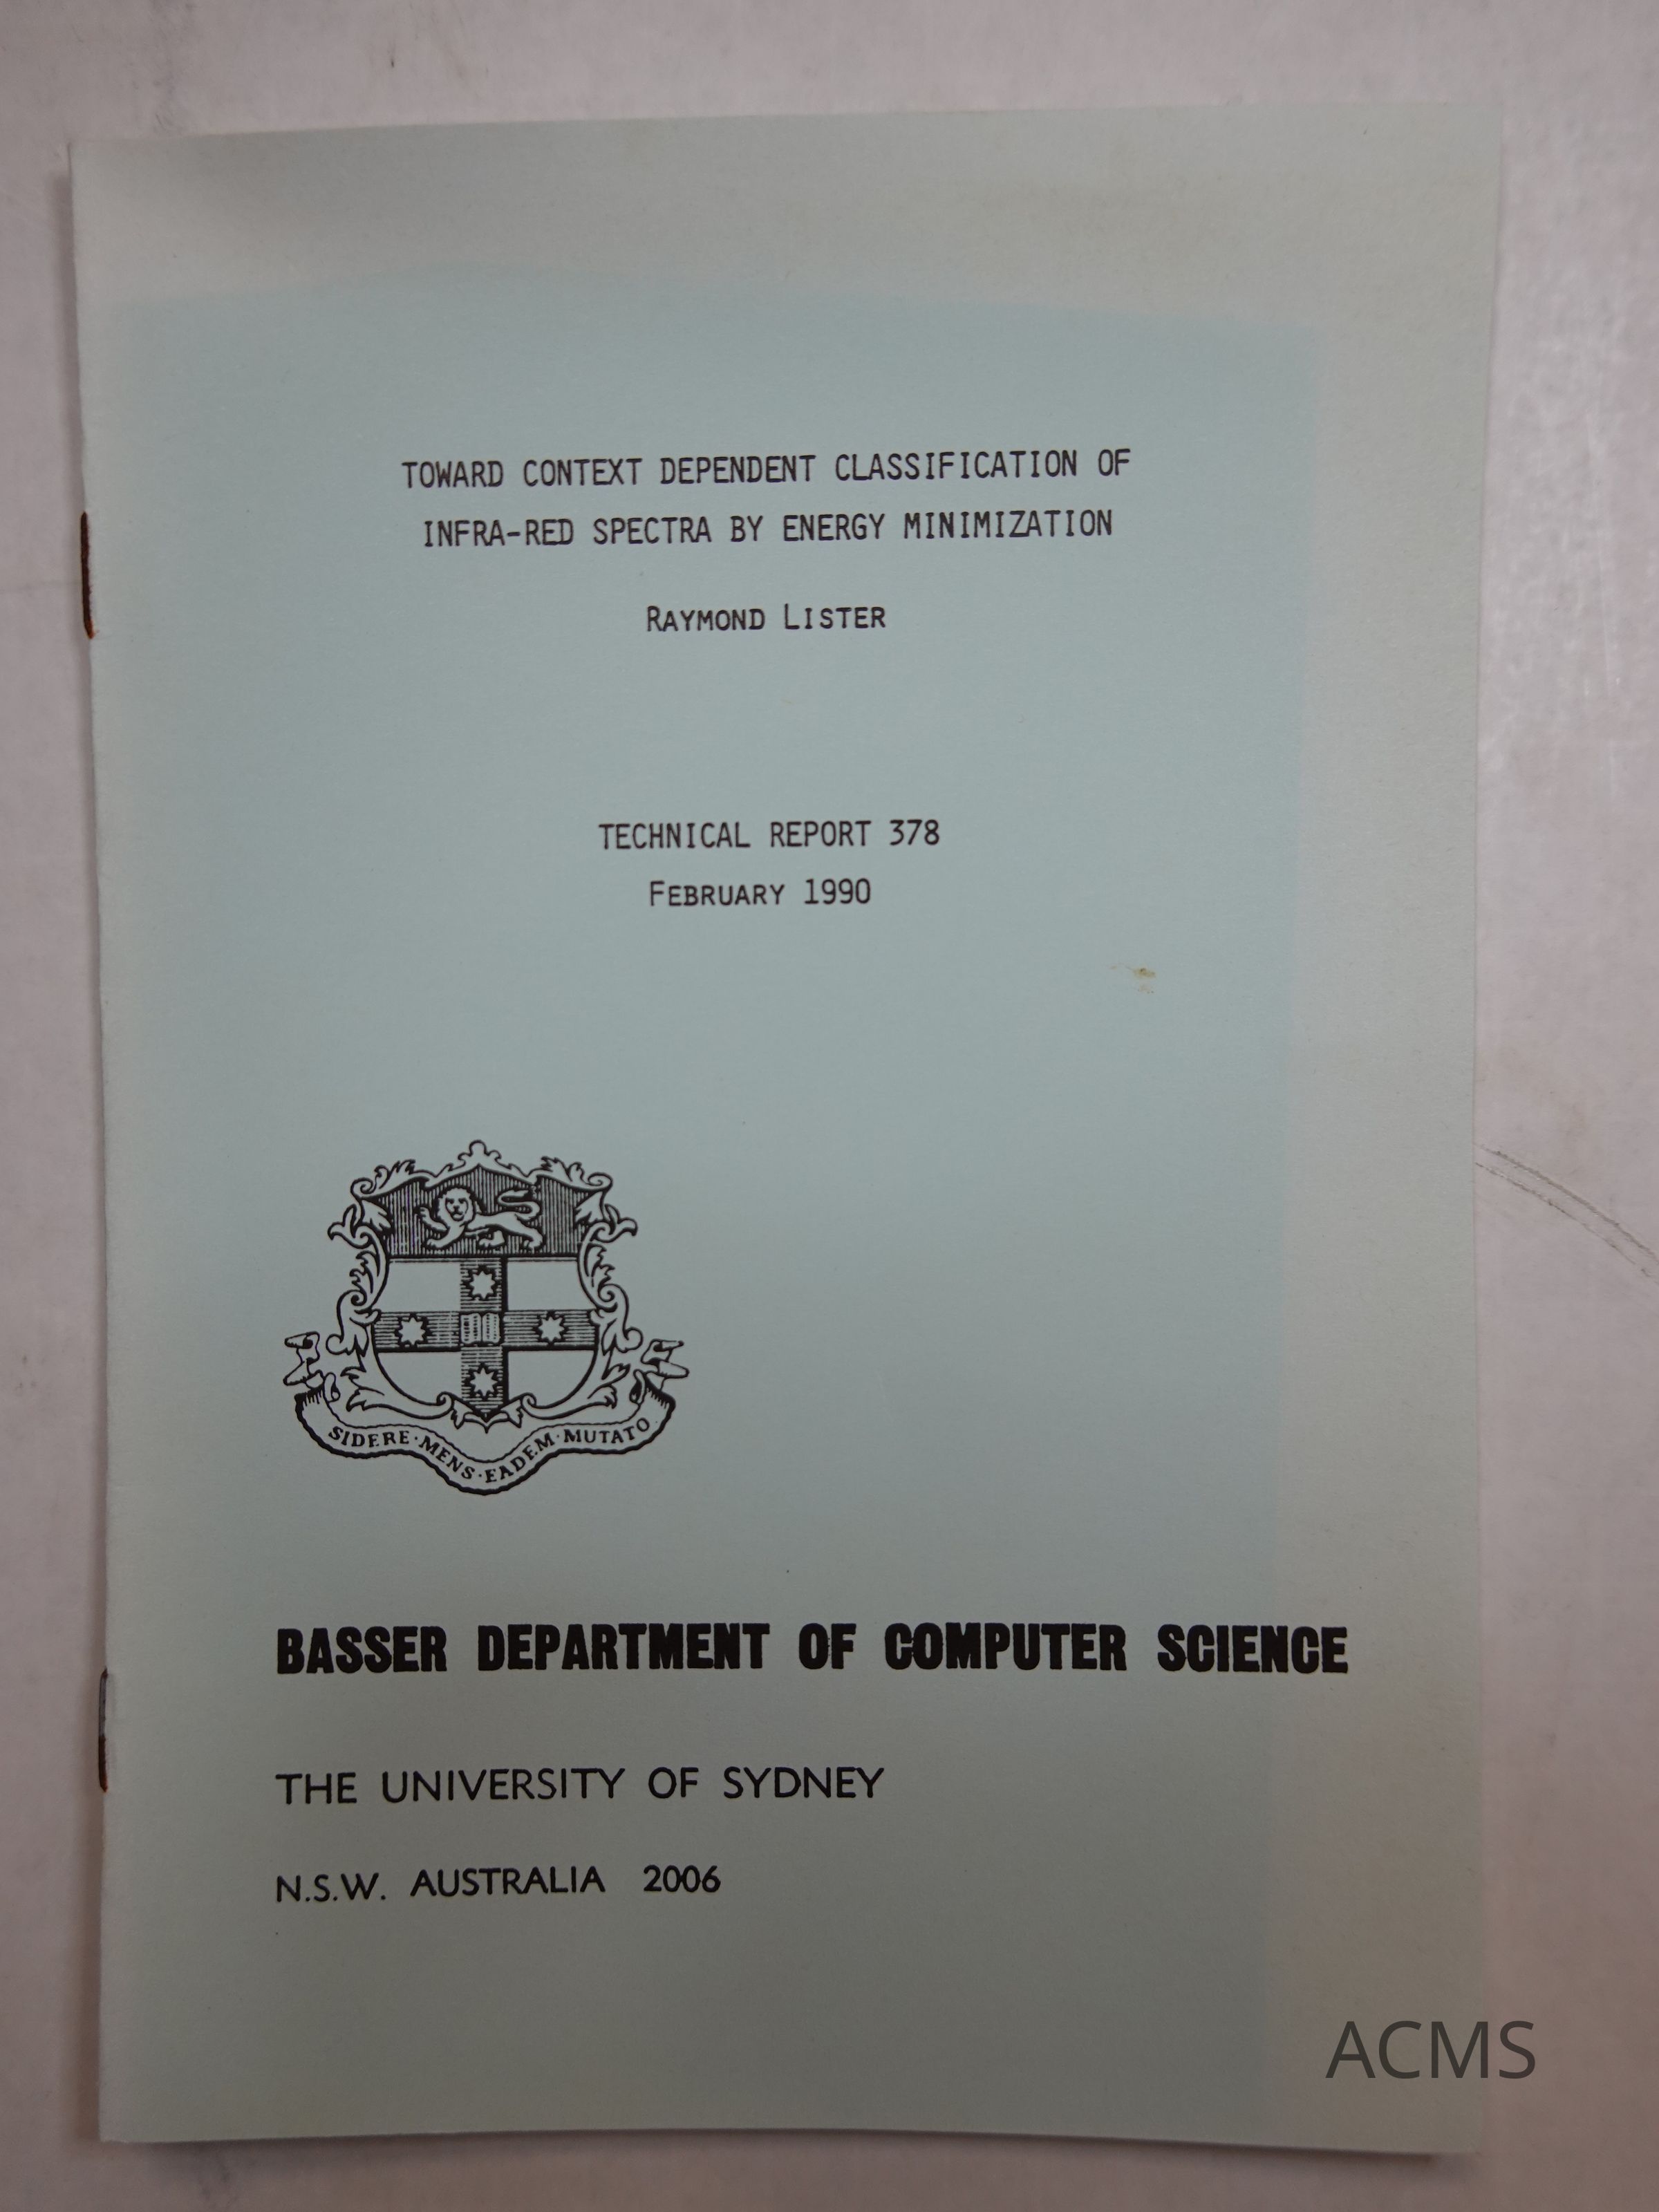 TOWARD CONTEXT DEPENDENT CLASSIFICATION OF
INFRA-RED SPECTRA BY ENERGY MINIMIZATION
RAYMOND LISTER
TECHNICAL REPORT 378
FEBRUARY 1990
SIDERE·MENS·EADEM·MUTATO
BASSER DEPARTMENT OF COMPUTER SCIENCE
THE UNIVERSITY OF SYDNEY
N.S.W. AUSTRALIA 2006
ACMS